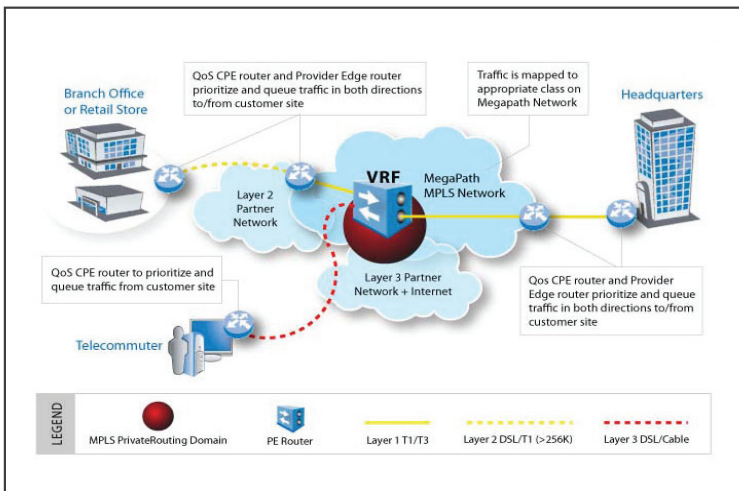 QoS CPE router and Provider Edge router
prioritize and queue traffic in both directions
to/from customer site
Traffic is mapped to
appropriate class on
Megapath Network
Branch Office
or Retail Store
Headquarters
VRF
MegaPath
MPLS Network
Layer 2
Partner
Network
QoS CPE router to prioritize and
queue traffic from customer site
Layer 3 Partner
Network + Internet
Qos CPE router and Provider
Edge router prioritize and queue
traffic in both directions to/from
customer site
Telecommuter
LEGEND
MPLS PrivateRouting Domain
PE Router
Layer 1 T1/T3
Layer 2 DSL/T1 (>256K)
Layer 3 DSL/Cable